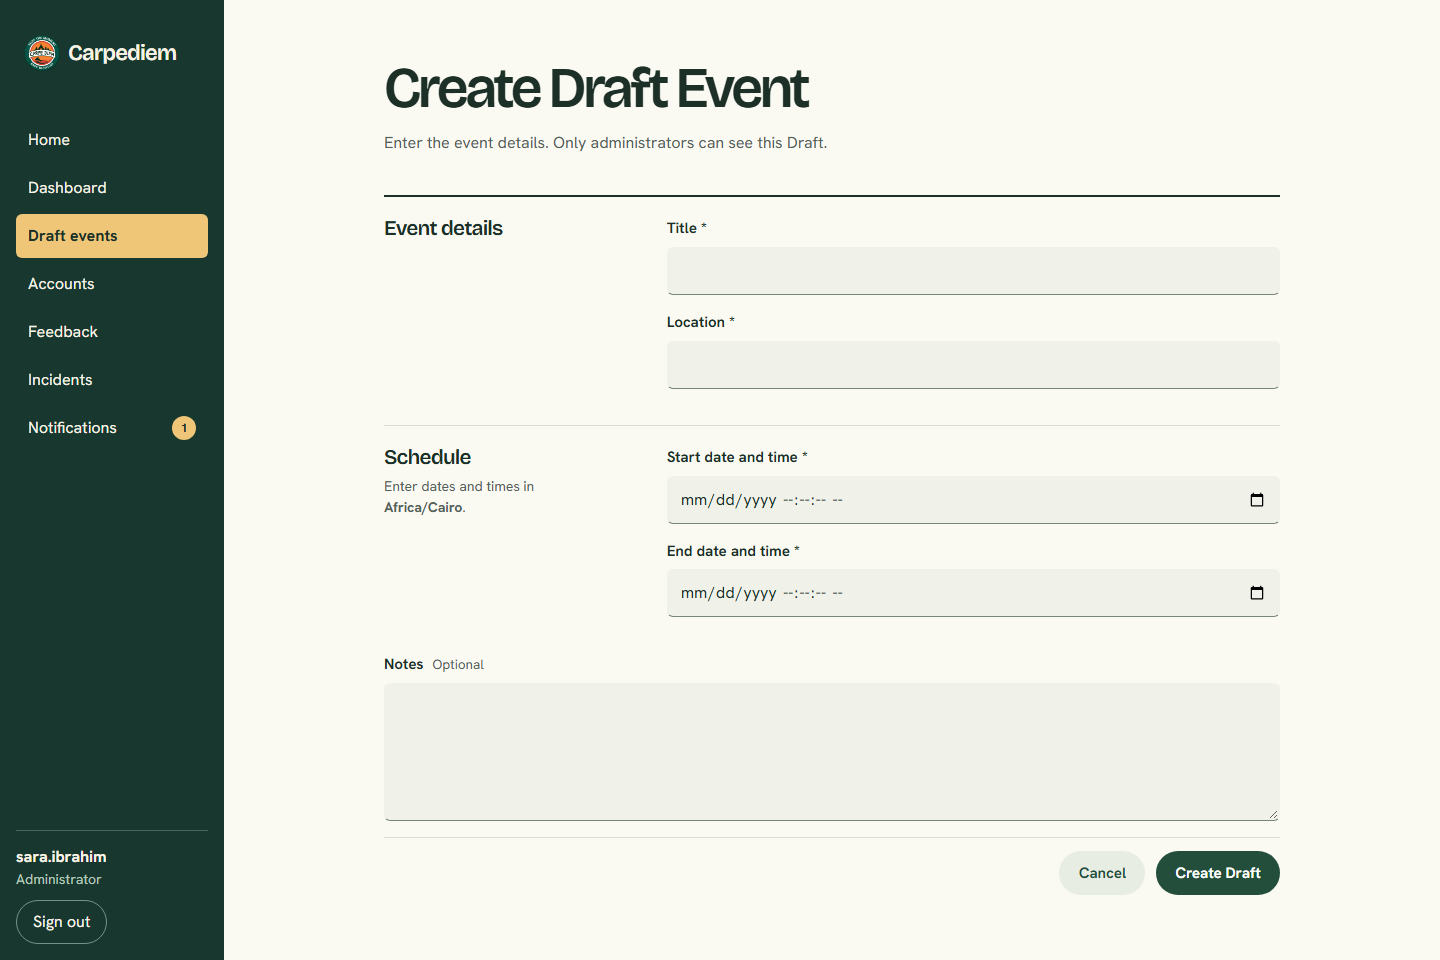 Carpediem
Home
Dashboard
Draft events
Accounts
Feedback
Incidents
Notifications 1
sara.ibrahim
Administrator
Sign out
Create Draft Event
Enter the event details. Only administrators can see this Draft.
Event details
Title *
Location *
Schedule
Enter dates and times in
Africa/Cairo.
Start date and time *
mm/dd/yyyy --:--:-- --
End date and time *
mm/dd/yyyy --:--:-- --
Notes Optional
Cancel
Create Draft